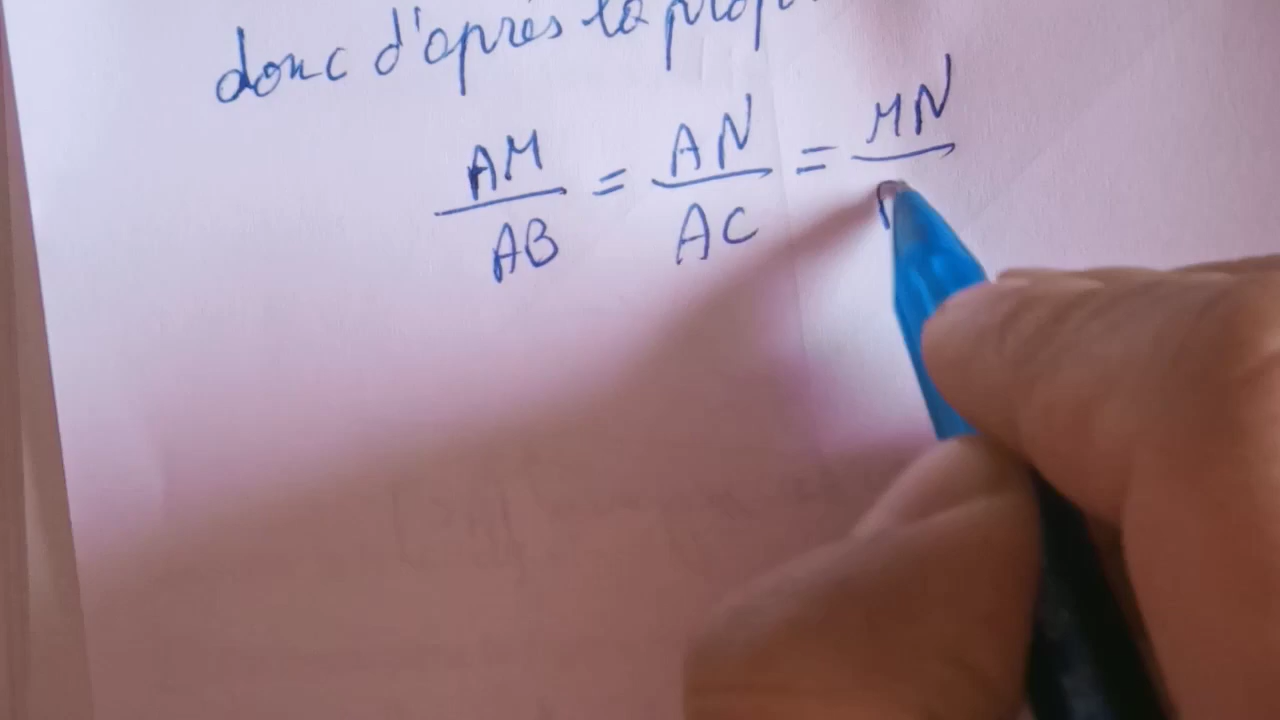 donc d'après la
AM/AB = AN/AC = MN/